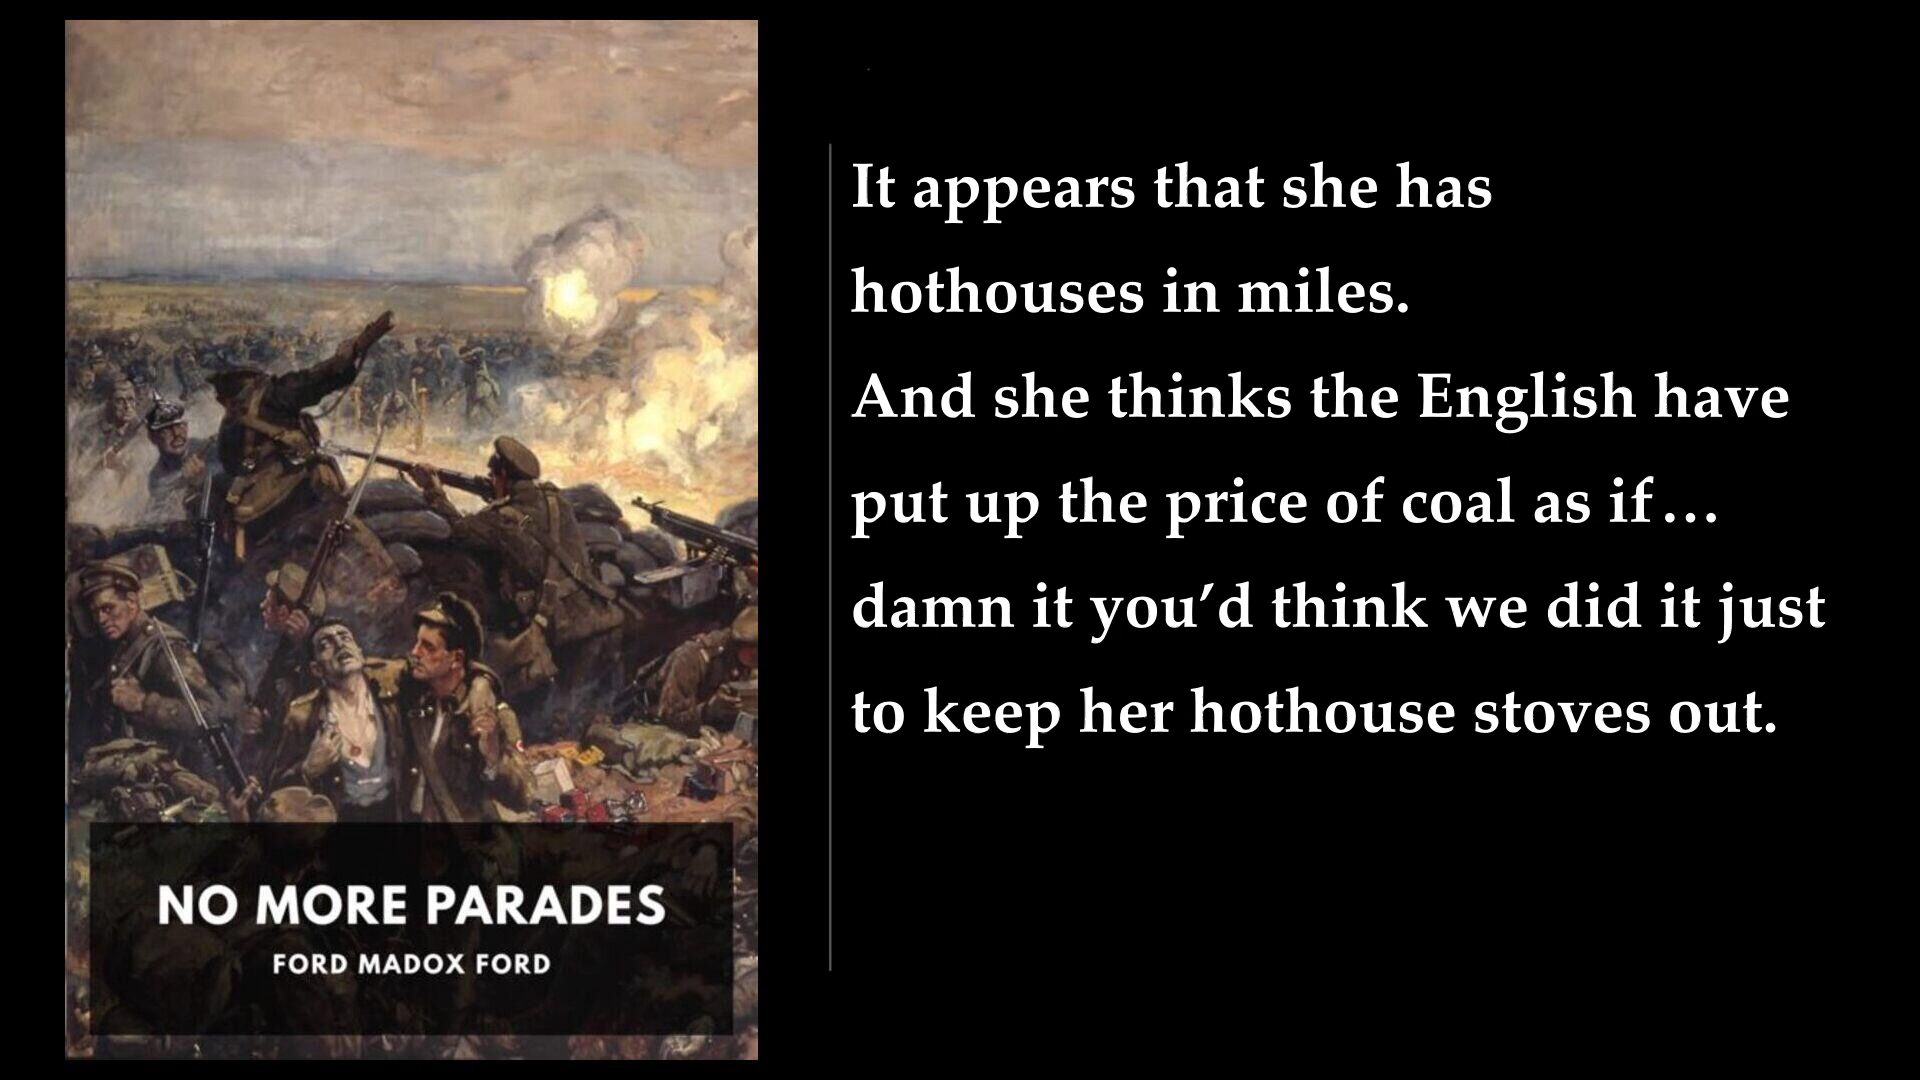 It appears that she has
hothouses in miles.
And she thinks the English have
put up the price of coal as if…
damn it you’d think we did it just
to keep her hothouse stoves out.
NO MORE PARADES
FORD MADOX FORD